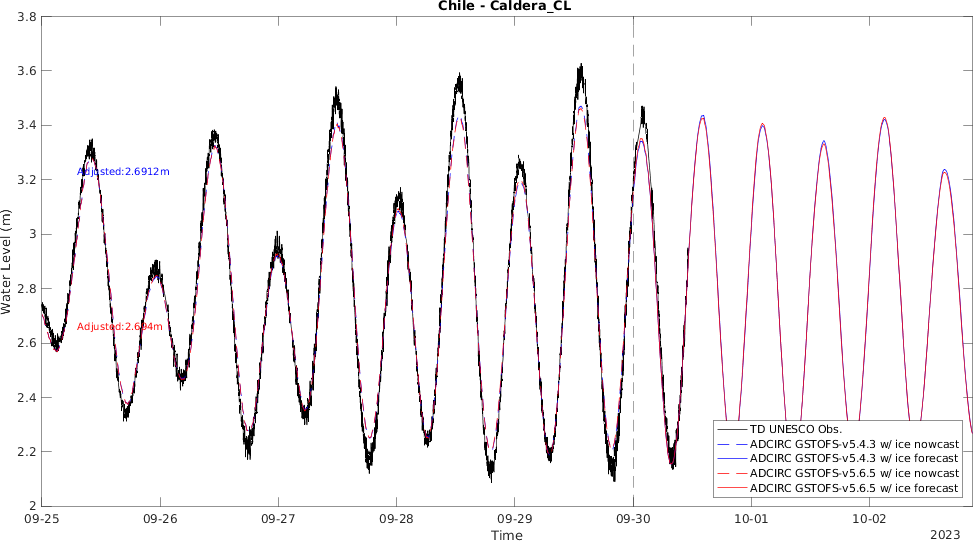 Chile - Caldera_CL
3.8
3.6
3.4
3.2
3
2.8
2.6
2.4
2.2
2
Water Level (m)
Adjusted:2.6912m
Adjusted:2.694m
TD UNESCO Obs.
ADCIRC GSTOFS-v5.4.3 w/ ice nowcast
ADCIRC GSTOFS-v5.4.3 w/ ice forecast
ADCIRC GSTOFS-v5.6.5 w/ ice nowcast
ADCIRC GSTOFS-v5.6.5 w/ ice forecast
09-25 09-26 09-27 09-28 09-29 09-30 10-01 10-02
Time
2023